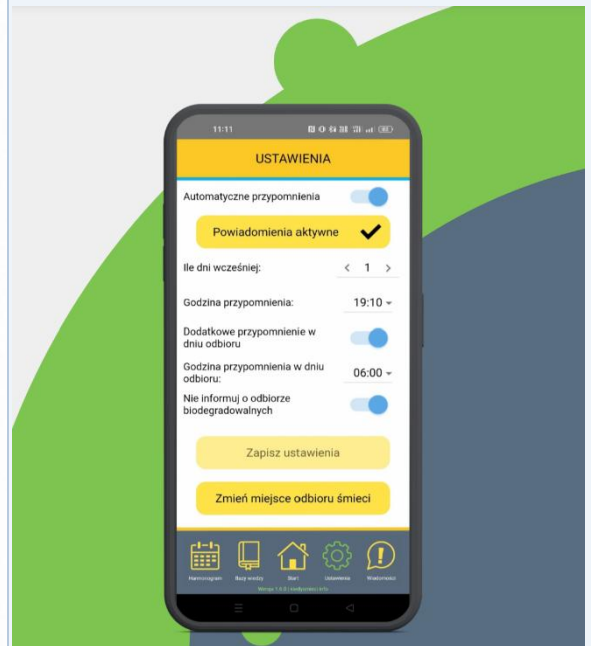 11:11
USTAWIENIA
Automatyczne przypomnienia
Powiadomienia aktywne
Ile dni wcześniej:
< 1 >
Godzina przypomnienia:
19:10
Dodatkowe przypomnienie w
dniu odbioru
Godzina przypomnienia w dniu
odbioru:
06:00
Nie informuj o odbiorze
biodegradowalnych
Zapisz ustawienia
Zmień miejsce odbioru śmieci
Harmonogram
Bazy wiedzy
Start
Ustawienia
Wiadomości